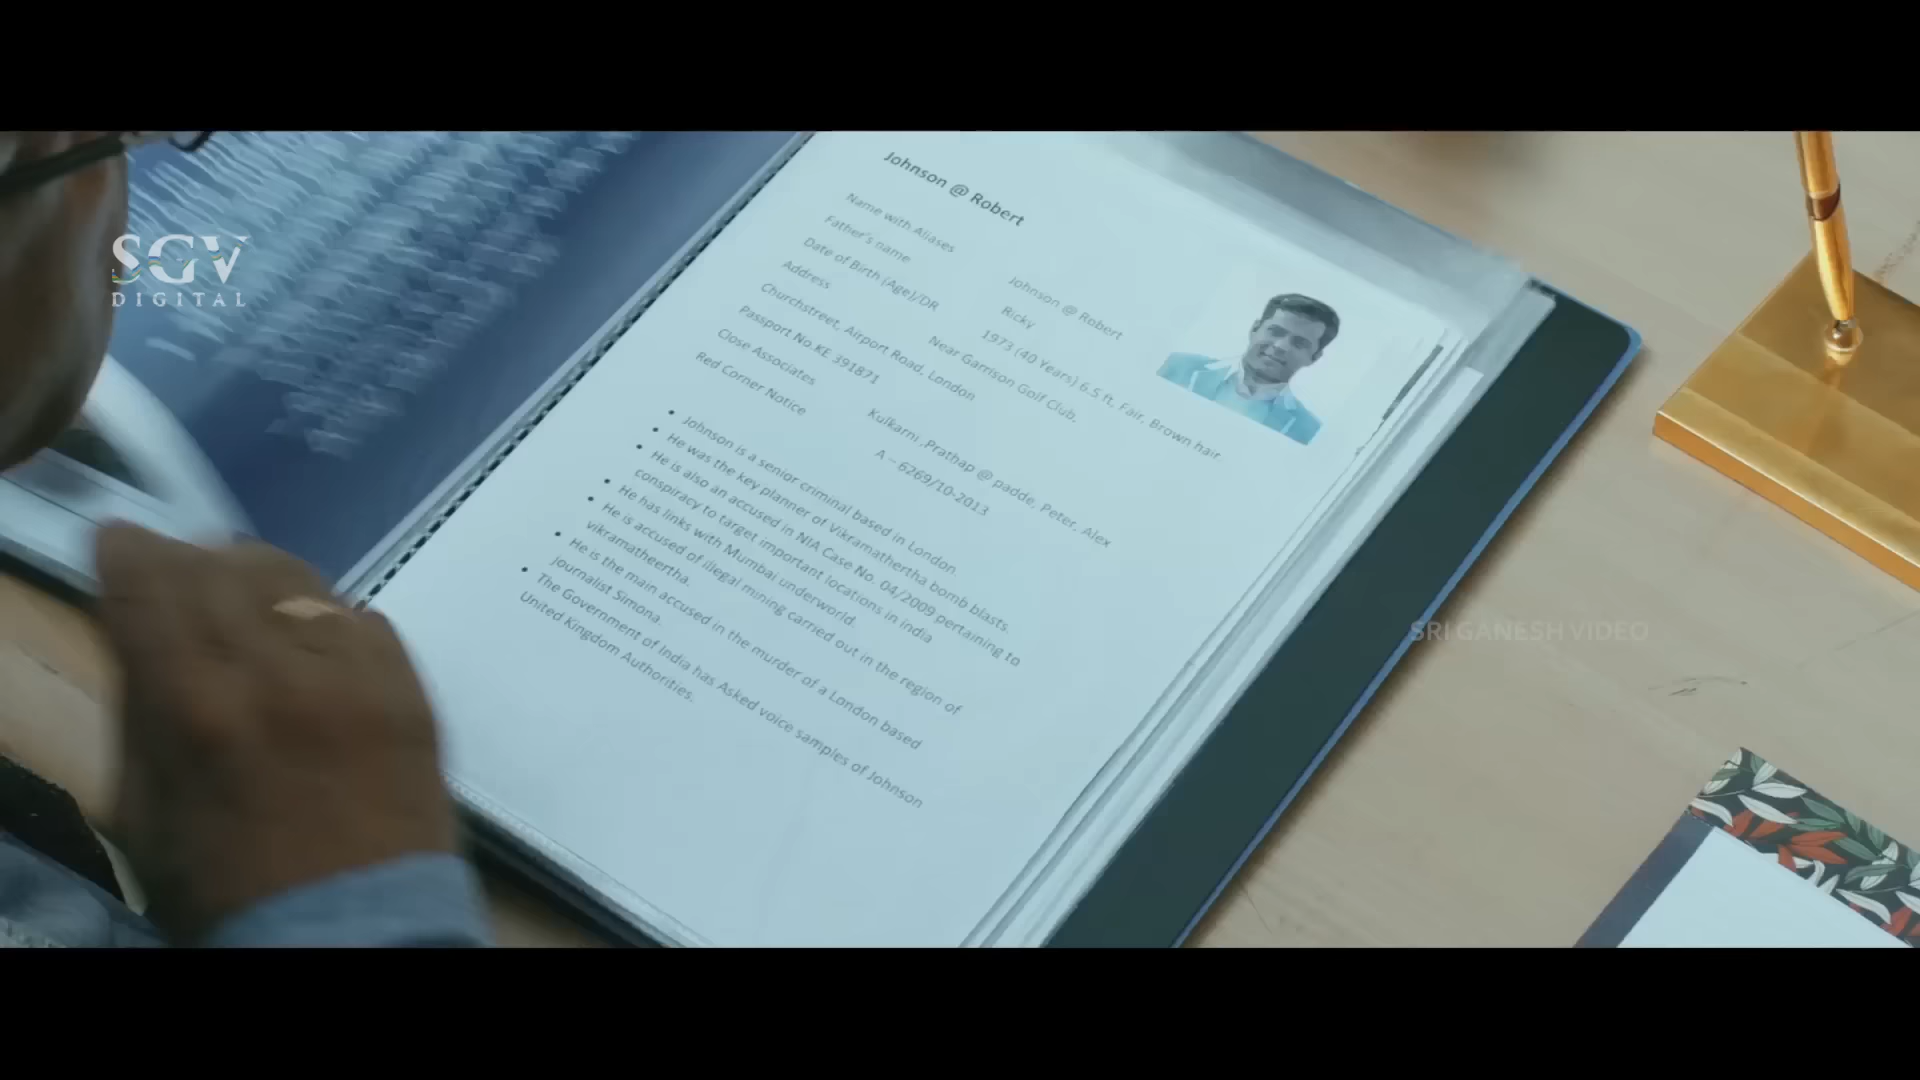 SGV
DIGITAL
Johnson @ Robert
Name with Aliases Johnson @ Robert
Father's name Ricky
Date of Birth (Age)/DR 1973 (40 Years) 6.5 ft, Fair, Brown hair.
Address Near Garrison Golf Club,
Churchstreet, Airport Road, London
Passport No KE 391871
Close Associates Kulkarni ,Prathap @ padde, Peter, Alex
Red Corner Notice A – 6269/10-2013
• Johnson is a senior criminal based in London
• He was the key planner of Vikramathertha bomb blasts.
• He is also an accused in NIA Case No. 04/2009 pertaining to
conspiracy to target important locations in india
• He has links with Mumbai underworld.
• He is accused of illegal mining carried out in the region of
vikramatheertha.
• He is the main accused in the murder of a London based
journalist Simona.
• The Government of India has Asked voice samples of Johnson
United Kingdom Authorities.
SRI GANESH VIDEO